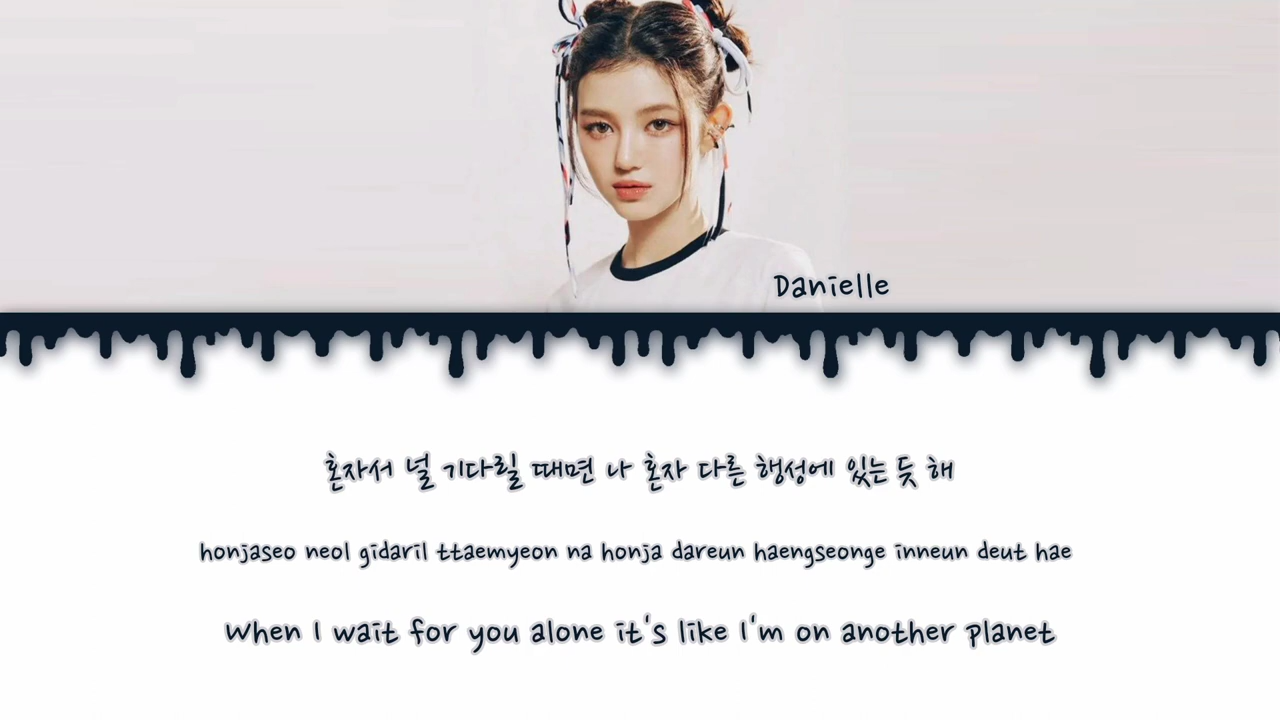 Danielle
혼자서 널 기다릴 때면 나 혼자 다른 행성에 있는 듯 해
honjaseo neol gidaril ttaemyeon na honja dareun haengseonge inneun deut hae
When I wait for you alone it's like I'm on another planet